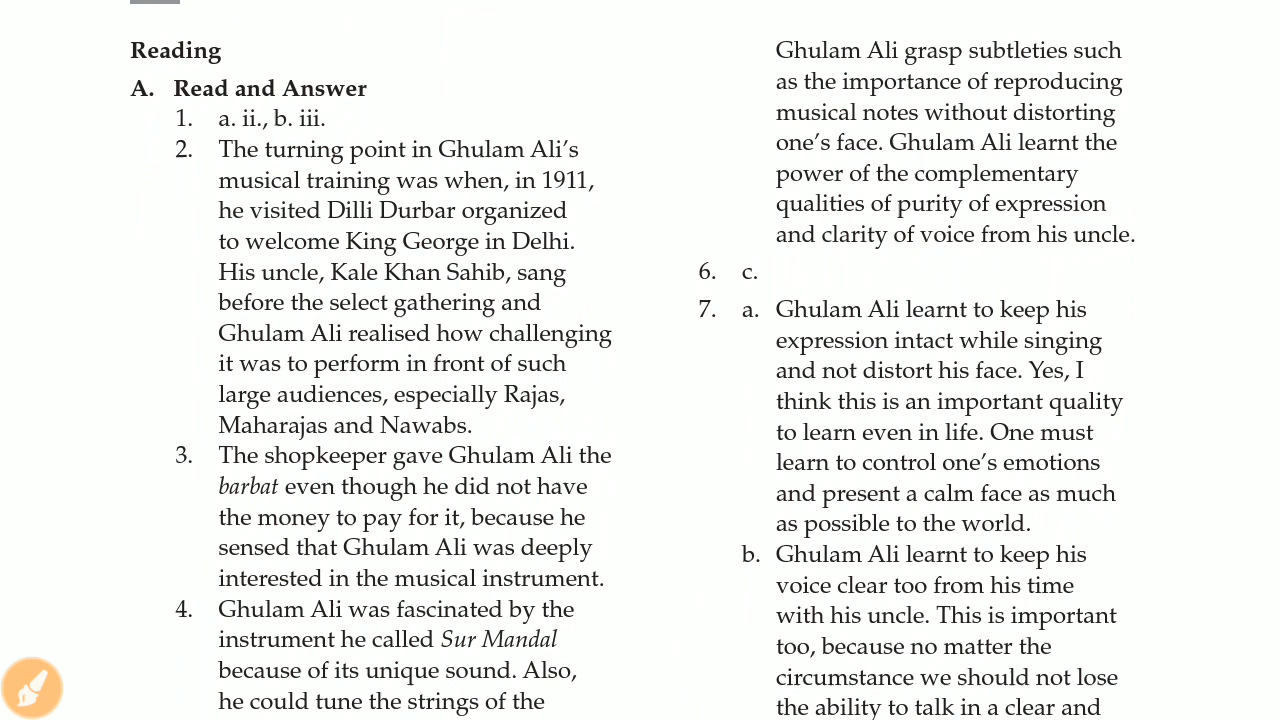 Reading
A. Read and Answer
1. a. ii., b. iii.
2. The turning point in Ghulam Ali’s
musical training was when, in 1911,
he visited Dilli Durbar organized
to welcome King George in Delhi.
His uncle, Kale Khan Sahib, sang
before the select gathering and
Ghulam Ali realised how challenging
it was to perform in front of such
large audiences, especially Rajas,
Maharajas and Nawabs.
3. The shopkeeper gave Ghulam Ali the
barbat even though he did not have
the money to pay for it, because he
sensed that Ghulam Ali was deeply
interested in the musical instrument.
4. Ghulam Ali was fascinated by the
instrument he called Sur Mandal
because of its unique sound. Also,
he could tune the strings of the
Ghulam Ali grasp subtleties such
as the importance of reproducing
musical notes without distorting
one’s face. Ghulam Ali learnt the
power of the complementary
qualities of purity of expression
and clarity of voice from his uncle.
6. c.
7. a. Ghulam Ali learnt to keep his
expression intact while singing
and not distort his face. Yes, I
think this is an important quality
to learn even in life. One must
learn to control one’s emotions
and present a calm face as much
as possible to the world.
b. Ghulam Ali learnt to keep his
voice clear too from his time
with his uncle. This is important
too, because no matter the
circumstance we should not lose
the ability to talk in a clear and